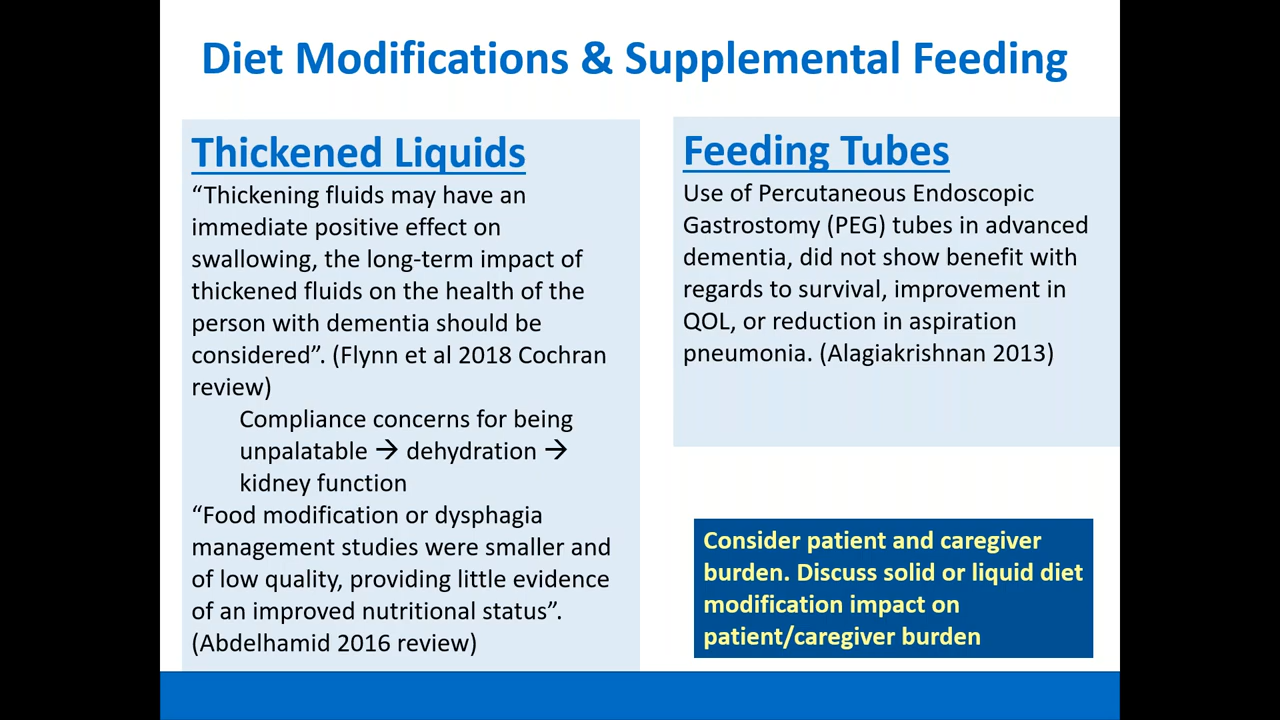 Diet Modifications & Supplemental Feeding
Thickened Liquids
“Thickening fluids may have an
immediate positive effect on
swallowing, the long-term impact of
thickened fluids on the health of the
person with dementia should be
considered”. (Flynn et al 2018 Cochran
review)
Compliance concerns for being
unpalatable → dehydration →
kidney function
“Food modification or dysphagia
management studies were smaller and
of low quality, providing little evidence
of an improved nutritional status”.
(Abdelhamid 2016 review)
Feeding Tubes
Use of Percutaneous Endoscopic
Gastrostomy (PEG) tubes in advanced
dementia, did not show benefit with
regards to survival, improvement in
QOL, or reduction in aspiration
pneumonia. (Alagiakrishnan 2013)
Consider patient and caregiver
burden. Discuss solid or liquid diet
modification impact on
patient/caregiver burden